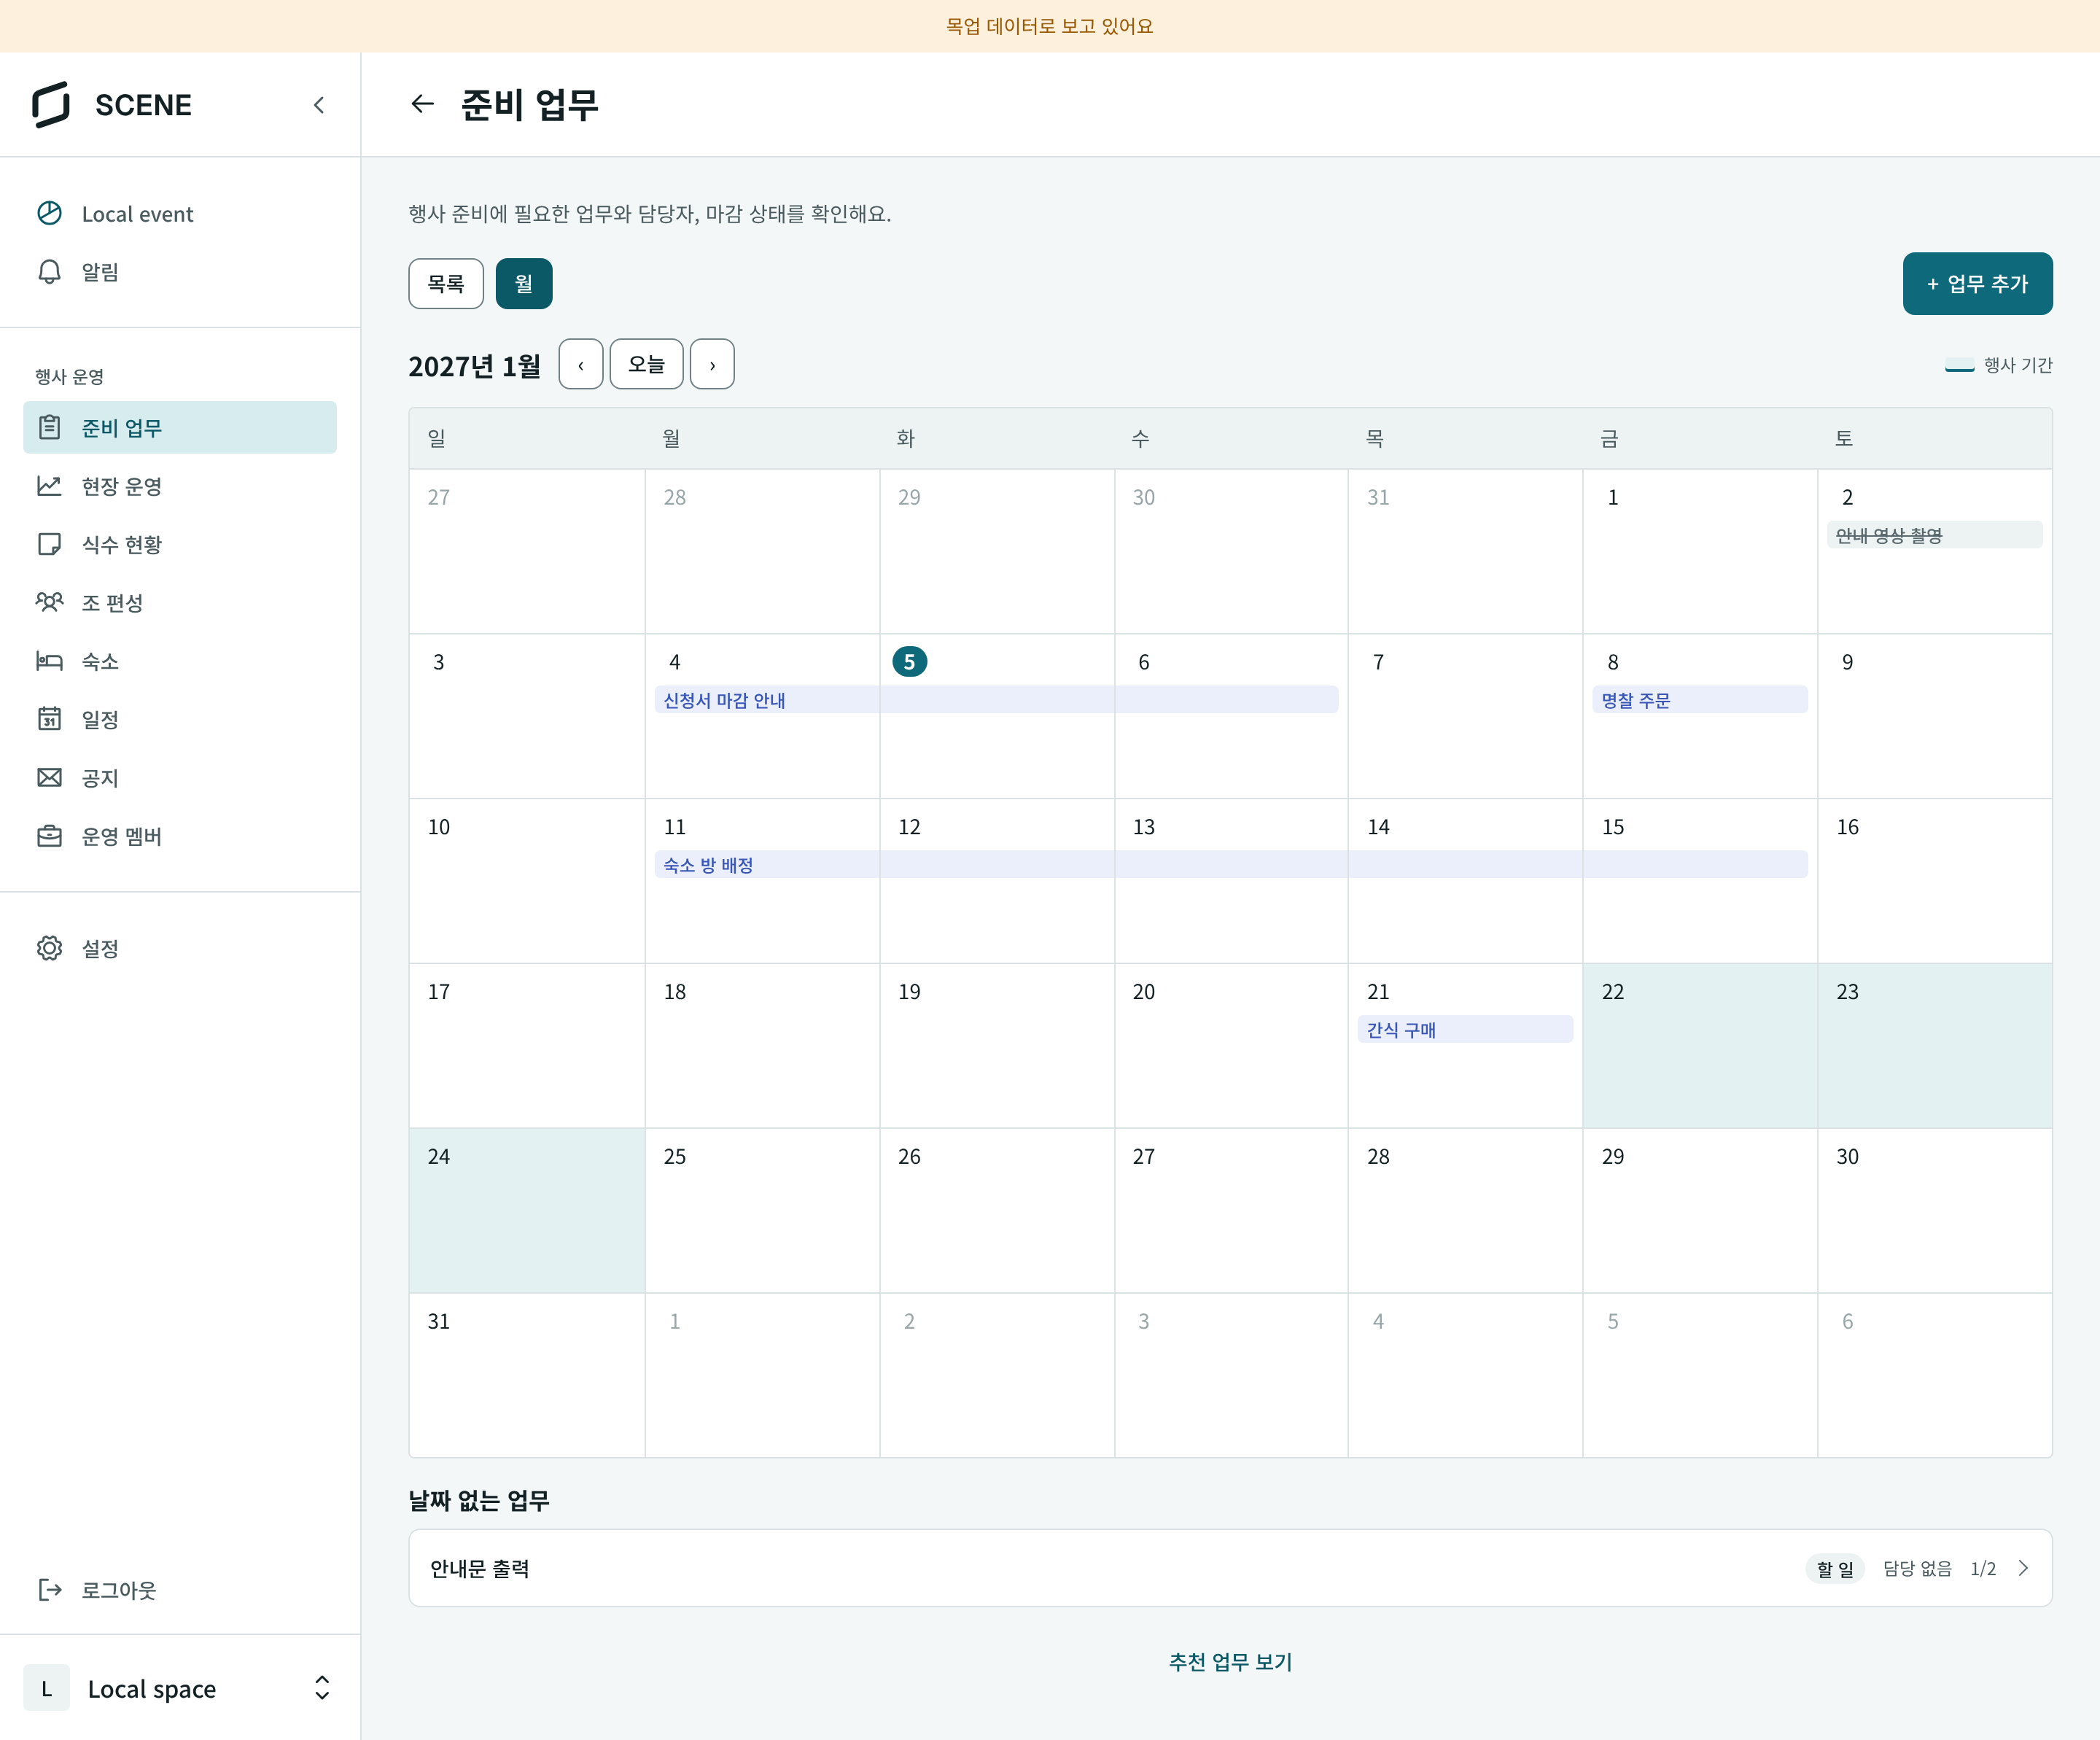 목업 데이터로 보고 있어요
SCENE
준비 업무
Local event
알림
행사 운영
준비 업무
현장 운영
식수 현황
조 편성
숙소
31
일정
공지
운영 멤버
설정
로그아웃
L
Local space
행사 준비에 필요한 업무와 담당자, 마감 상태를 확인해요.
목록
월
+ 업무 추가
2027년 1월
‹
오늘
›
행사 기간
일 월 화 수 목 금 토
27 28 29 30 31 1 2
안내 영상 촬영
3 4 5 6 7 8 9
신청서 마감 안내 명찰 주문
10 11 12 13 14 15 16
숙소 방 배정
17 18 19 20 21 22 23
간식 구매
24 25 26 27 28 29 30
31 1 2 3 4 5 6
날짜 없는 업무
안내문 출력 할 일 담당 없음 1/2
추천 업무 보기